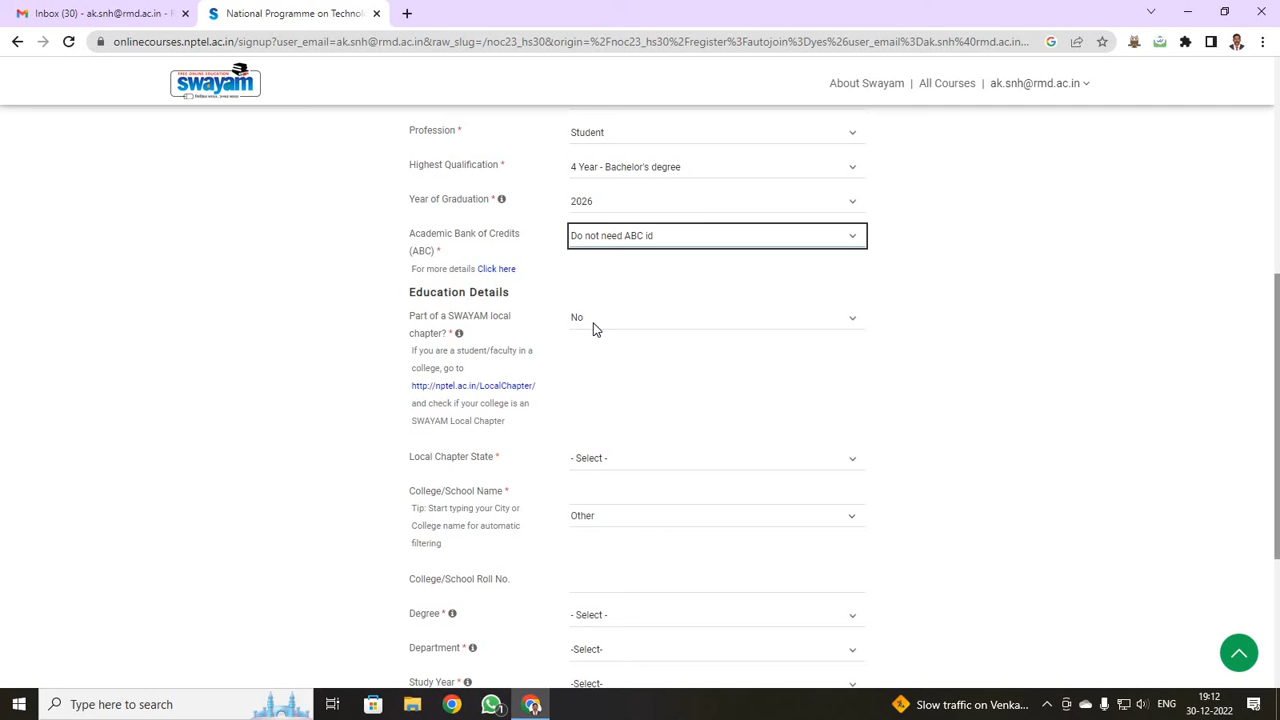 Inbox (30) - ak.snh@rmd.ac.in - R
National Programme on Technolo
onlinecourses.nptel.ac.in/signup?user_email=ak.snh@rmd.ac.in&raw_slug=/noc23_hs30&origin=%2Fnoc23_hs30%2Fregister%3Fautojoin%3Dyes%26user_email%3Dak.snh%40rmd.ac.in...
FREE ONLINE EDUCATION
swayam
About Swayam | All Courses | ak.snh@rmd.ac.in
Profession * Student
Highest Qualification * 4 Year - Bachelor's degree
Year of Graduation * 2026
Academic Bank of Credits Do not need ABC id
(ABC) *
For more details Click here
Education Details
Part of a SWAYAM local No
chapter? *
If you are a student/faculty in a
college, go to
http://nptel.ac.in/LocalChapter/
and check if your college is an
SWAYAM Local Chapter
Local Chapter State * - Select -
College/School Name *
Tip: Start typing your City or Other
College name for automatic
filtering
College/School Roll No.
Degree * - Select -
Department * -Select-
Study Year * -Select-
Type here to search
1
Slow traffic on Venka...
ENG
19:12
30-12-2022